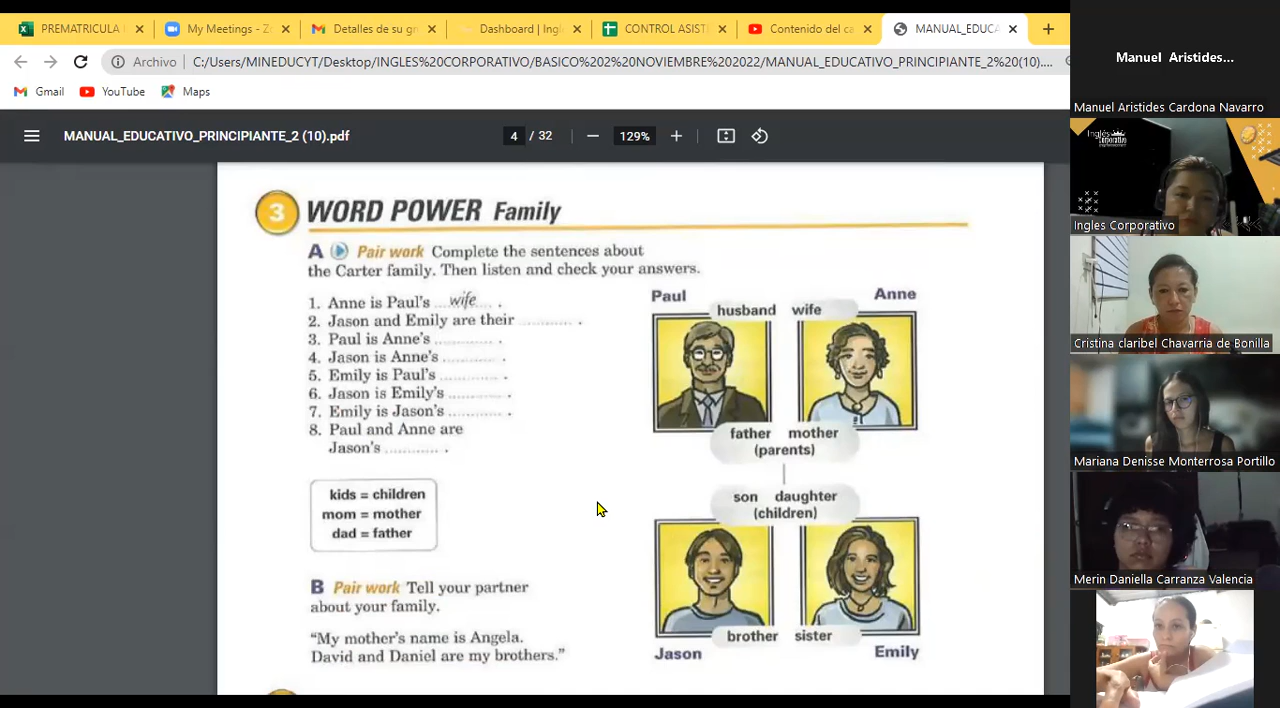 PREMATRICULA
My Meetings - Zo
Detalles de su gr
Dashboard | Ingl
CONTROL ASIST
Contenido del ca
MANUAL_EDUCA
Archivo
C:/Users/MINEDUCYT/Desktop/INGLES%20CORPORATIVO/BASICO%202%20NOVIEMBRE%202022/MANUAL_EDUCATIVO_PRINCIPIANTE_2%20(10)....
Gmail
YouTube
Maps
MANUAL_EDUCATIVO_PRINCIPIANTE_2 (10).pdf
4 / 32
129%
3 WORD POWER Family
A Pair work Complete the sentences about
the Carter family. Then listen and check your answers.
1. Anne is Paul's ...wife.... .
2. Jason and Emily are their ............. .
3. Paul is Anne's ............. .
4. Jason is Anne's ............. .
5. Emily is Paul's ............. .
6. Jason is Emily's ............. .
7. Emily is Jason's ............. .
8. Paul and Anne are
Jason's ............. .
kids = children
mom = mother
dad = father
B Pair work Tell your partner
about your family.
"My mother's name is Angela.
David and Daniel are my brothers."
Paul
Anne
husband wife
father mother
(parents)
son daughter
(children)
brother sister
Jason
Emily
Manuel Aristides...
Manuel Aristides Cardona Navarro
Inglés
Corporativo
Ingles Corporativo
Cristina claribel Chavarria de Bonilla
Mariana Denisse Monterrosa Portillo
Merin Daniella Carranza Valencia